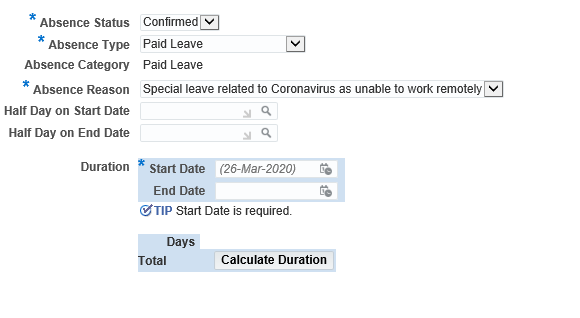 * Absence Status Confirmed
* Absence Type Paid Leave
Absence Category Paid Leave
* Absence Reason Special leave related to Coronavirus as unable to work remotely
Half Day on Start Date
Half Day on End Date
Duration * Start Date (26-Mar-2020)
End Date
TIP Start Date is required.
Days
Total Calculate Duration